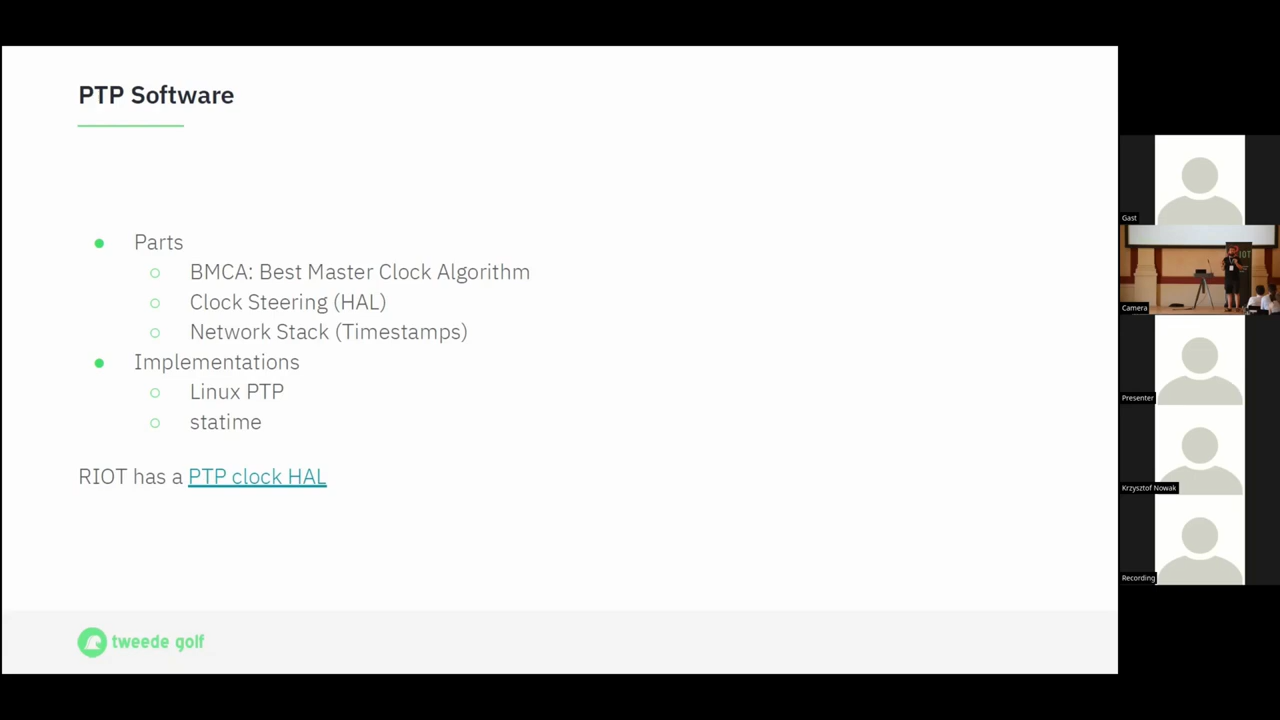 PTP Software
Parts
BMCA: Best Master Clock Algorithm
Clock Steering (HAL)
Network Stack (Timestamps)
Implementations
Linux PTP
statime
RIOT has a PTP clock HAL
tweede golf
Gast
RIOT
Camera
Presenter
Krzysztof Nowak
Recording